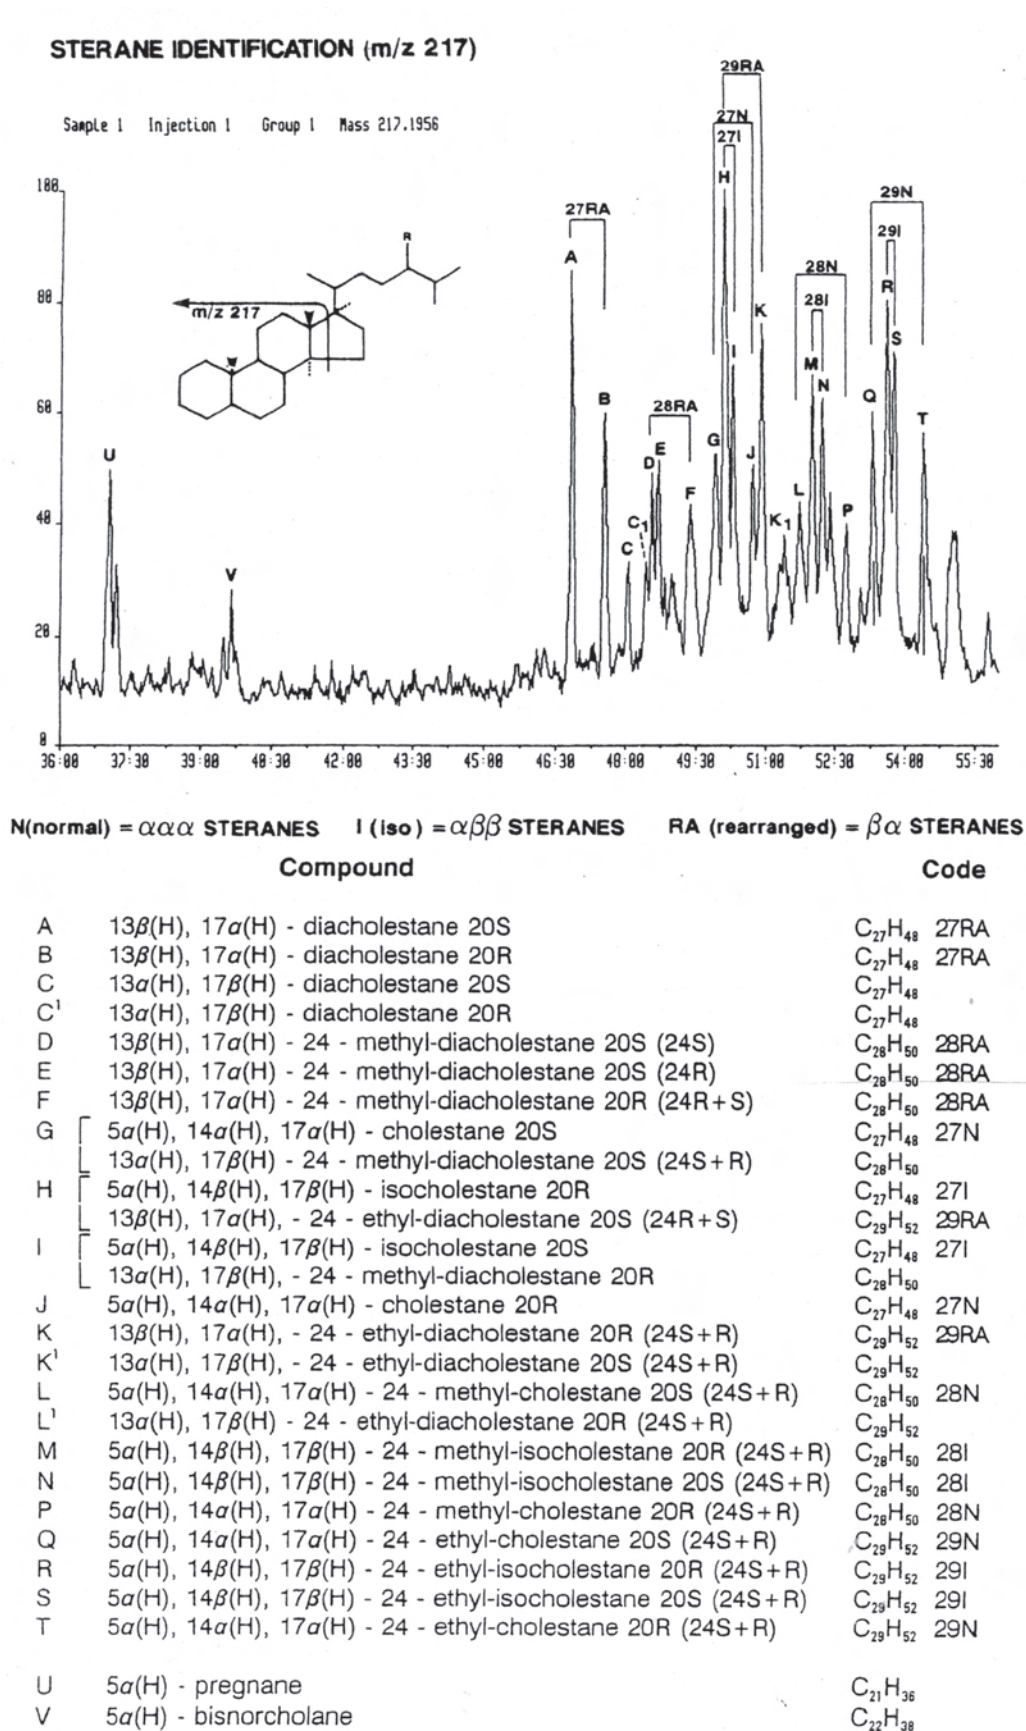 STERANE IDENTIFICATION (m/z 217)
29RA
Sample 1 Injection 1 Group 1 Mass 217.1956
27N
27I
H
100
29N
27RA
R
29I
A
28N
80
m/z 217
R
K
28I
S
I
M
N
60
B
28RA
Q
T
U
G
J
D
E
F
L
K1
P
40
C1
C
V
20
0
36:00 37:30 39:00 40:30 42:00 43:30 45:00 46:30 48:00 49:30 51:00 52:30 54:00 55:30
N(normal) = ααα STERANES I (iso) = αββ STERANES RA (rearranged) = βα STERANES
Compound Code
A 13β(H), 17α(H) - diacholestane 20S C₂₇H₄₈ 27RA
B 13β(H), 17α(H) - diacholestane 20R C₂₇H₄₈ 27RA
C 13α(H), 17β(H) - diacholestane 20S C₂₇H₄₈
C¹ 13α(H), 17β(H) - diacholestane 20R C₂₇H₄₈
D 13β(H), 17α(H) - 24 - methyl-diacholestane 20S (24S) C₂₈H₅₀ 28RA
E 13β(H), 17α(H) - 24 - methyl-diacholestane 20S (24R) C₂₈H₅₀ 28RA
F 13β(H), 17α(H) - 24 - methyl-diacholestane 20R (24R+S) C₂₈H₅₀ 28RA
G 5α(H), 14α(H), 17α(H) - cholestane 20S C₂₇H₄₈ 27N
13α(H), 17β(H) - 24 - methyl-diacholestane 20S (24S+R) C₂₈H₅₀
H 5α(H), 14β(H), 17β(H) - isocholestane 20R C₂₇H₄₈ 27I
13β(H), 17α(H), - 24 - ethyl-diacholestane 20S (24R+S) C₂₉H₅₂ 29RA
I 5α(H), 14β(H), 17β(H) - isocholestane 20S C₂₇H₄₈ 27I
13α(H), 17β(H), - 24 - methyl-diacholestane 20R C₂₈H₅₀
J 5α(H), 14α(H), 17α(H) - cholestane 20R C₂₇H₄₈ 27N
K 13β(H), 17α(H), - 24 - ethyl-diacholestane 20R (24S+R) C₂₉H₅₂ 29RA
K¹ 13α(H), 17β(H), - 24 - ethyl-diacholestane 20S (24S+R) C₂₉H₅₂
L 5α(H), 14α(H), 17α(H) - 24 - methyl-cholestane 20S (24S+R) C₂₈H₅₀ 28N
L¹ 13α(H), 17β(H) - 24 - ethyl-diacholestane 20R (24S+R) C₂₉H₅₂
M 5α(H), 14β(H), 17β(H) - 24 - methyl-isocholestane 20R (24S+R) C₂₈H₅₀ 28I
N 5α(H), 14β(H), 17β(H) - 24 - methyl-isocholestane 20S (24S+R) C₂₈H₅₀ 28I
P 5α(H), 14α(H), 17α(H) - 24 - methyl-cholestane 20R (24S+R) C₂₈H₅₀ 28N
Q 5α(H), 14α(H), 17α(H) - 24 - ethyl-cholestane 20S (24S+R) C₂₉H₅₂ 29N
R 5α(H), 14β(H), 17β(H) - 24 - ethyl-isocholestane 20R (24S+R) C₂₉H₅₂ 29I
S 5α(H), 14β(H), 17β(H) - 24 - ethyl-isocholestane 20S (24S+R) C₂₉H₅₂ 29I
T 5α(H), 14α(H), 17α(H) - 24 - ethyl-cholestane 20R (24S+R) C₂₉H₅₂ 29N
U 5α(H) - pregnane C₂₁H₃₆
V 5α(H) - bisnorcholane C₂₂H₃₈